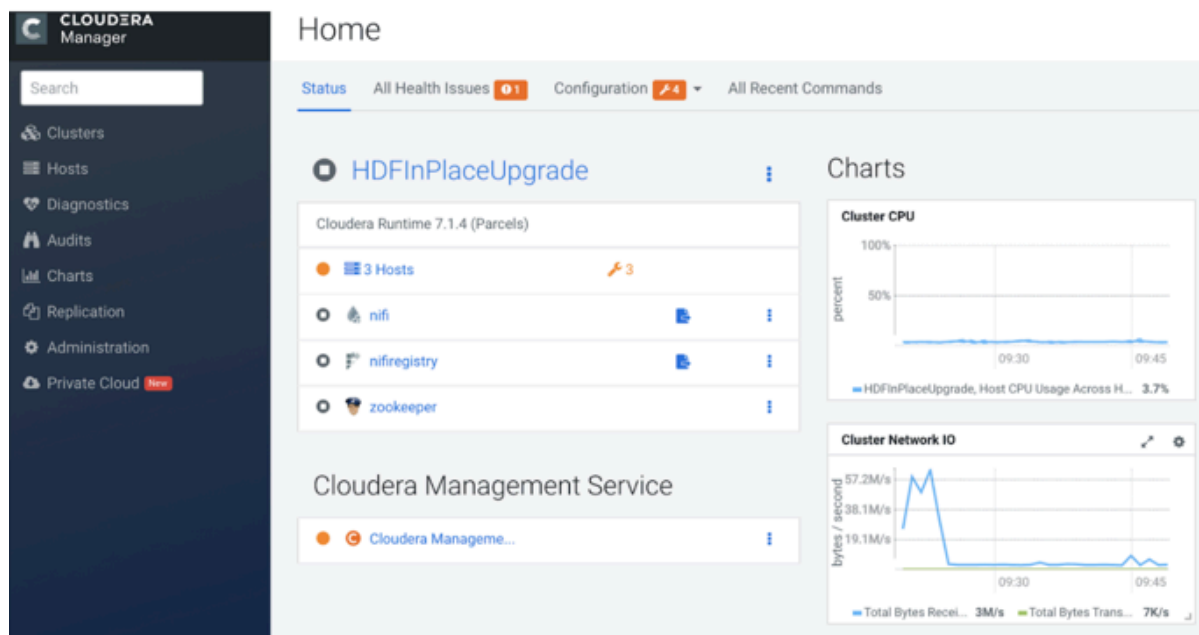 CLOUDERA
Manager
Search
Clusters
Hosts
Diagnostics
Audits
Charts
Replication
Administration
Private Cloud New
Home
Status All Health Issues 1 Configuration 4 All Recent Commands
HDFInPlaceUpgrade
Cloudera Runtime 7.1.4 (Parcels)
3 Hosts 3
nifi
nifiregistry
zookeeper
Cloudera Management Service
Cloudera Manageme...
Charts
Cluster CPU
percent
100%
50%
09:30 09:45
HDFInPlaceUpgrade, Host CPU Usage Across H... 3.7%
Cluster Network IO
bytes / second
57.2M/s
38.1M/s
19.1M/s
09:30 09:45
Total Bytes Recei... 3M/s Total Bytes Trans... 7K/s